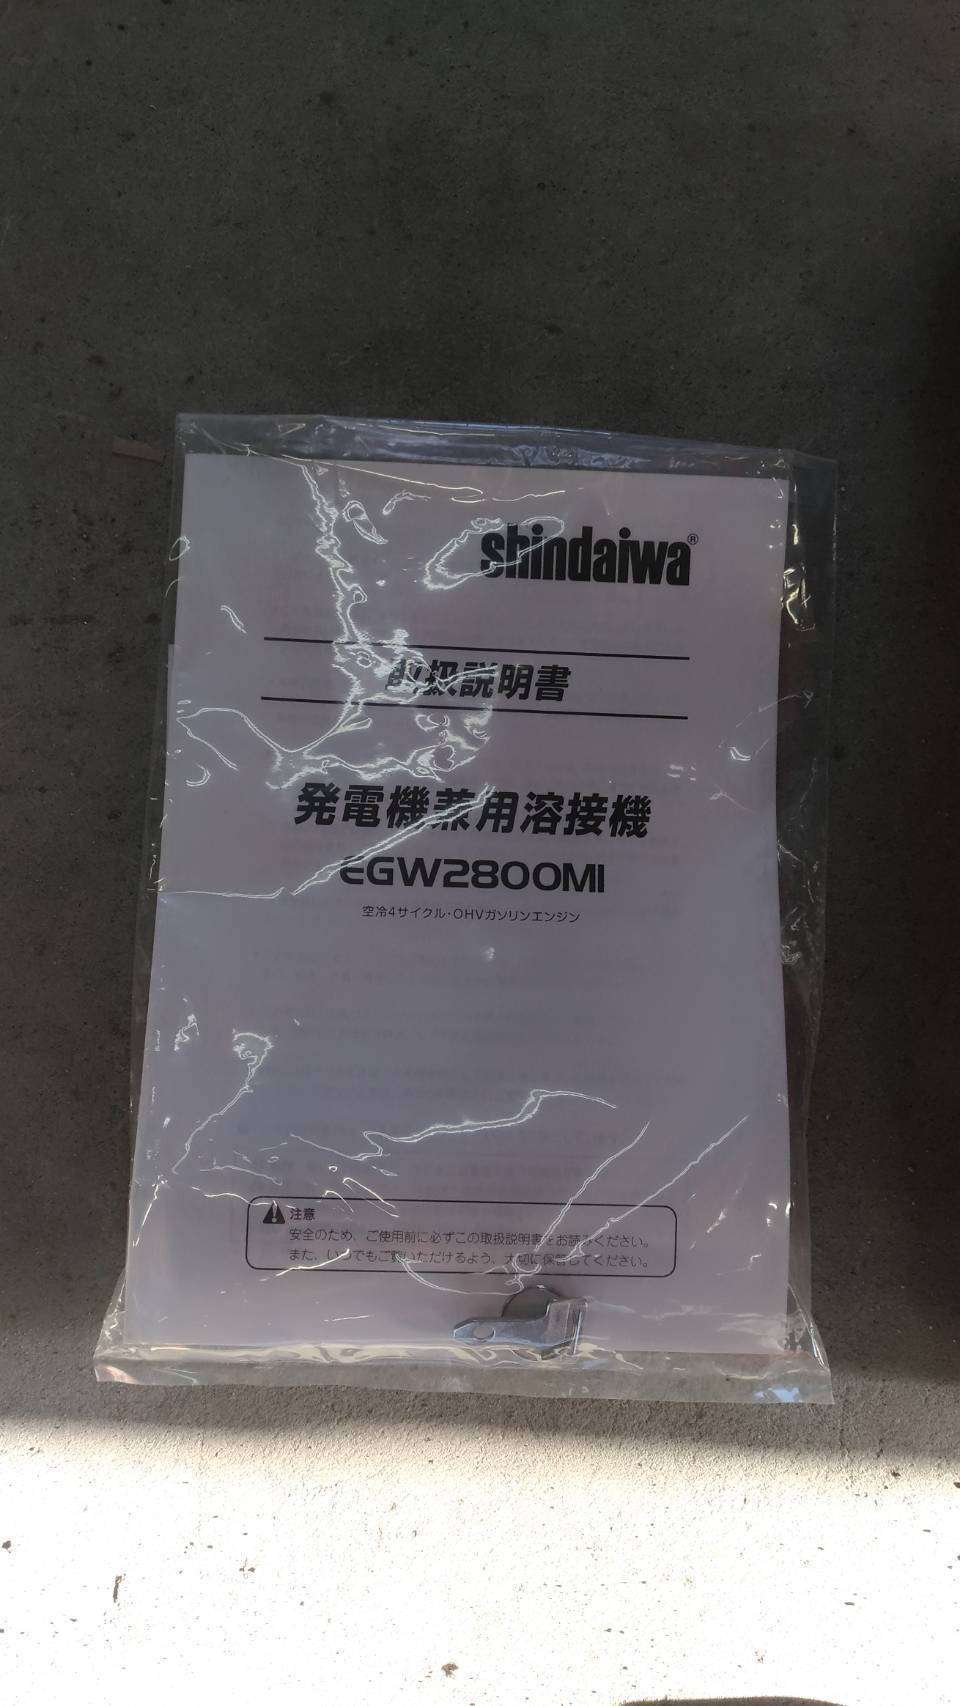 shindaiwa®
取扱説明書
発電機兼用溶接機
EGW2800MI
空冷4サイクル・OHVガソリンエンジン
注意
安全のため、ご使用前に必ずこの取扱説明書をお読みください。
また、いつでもご覧いただけるよう、大切に保管してください。